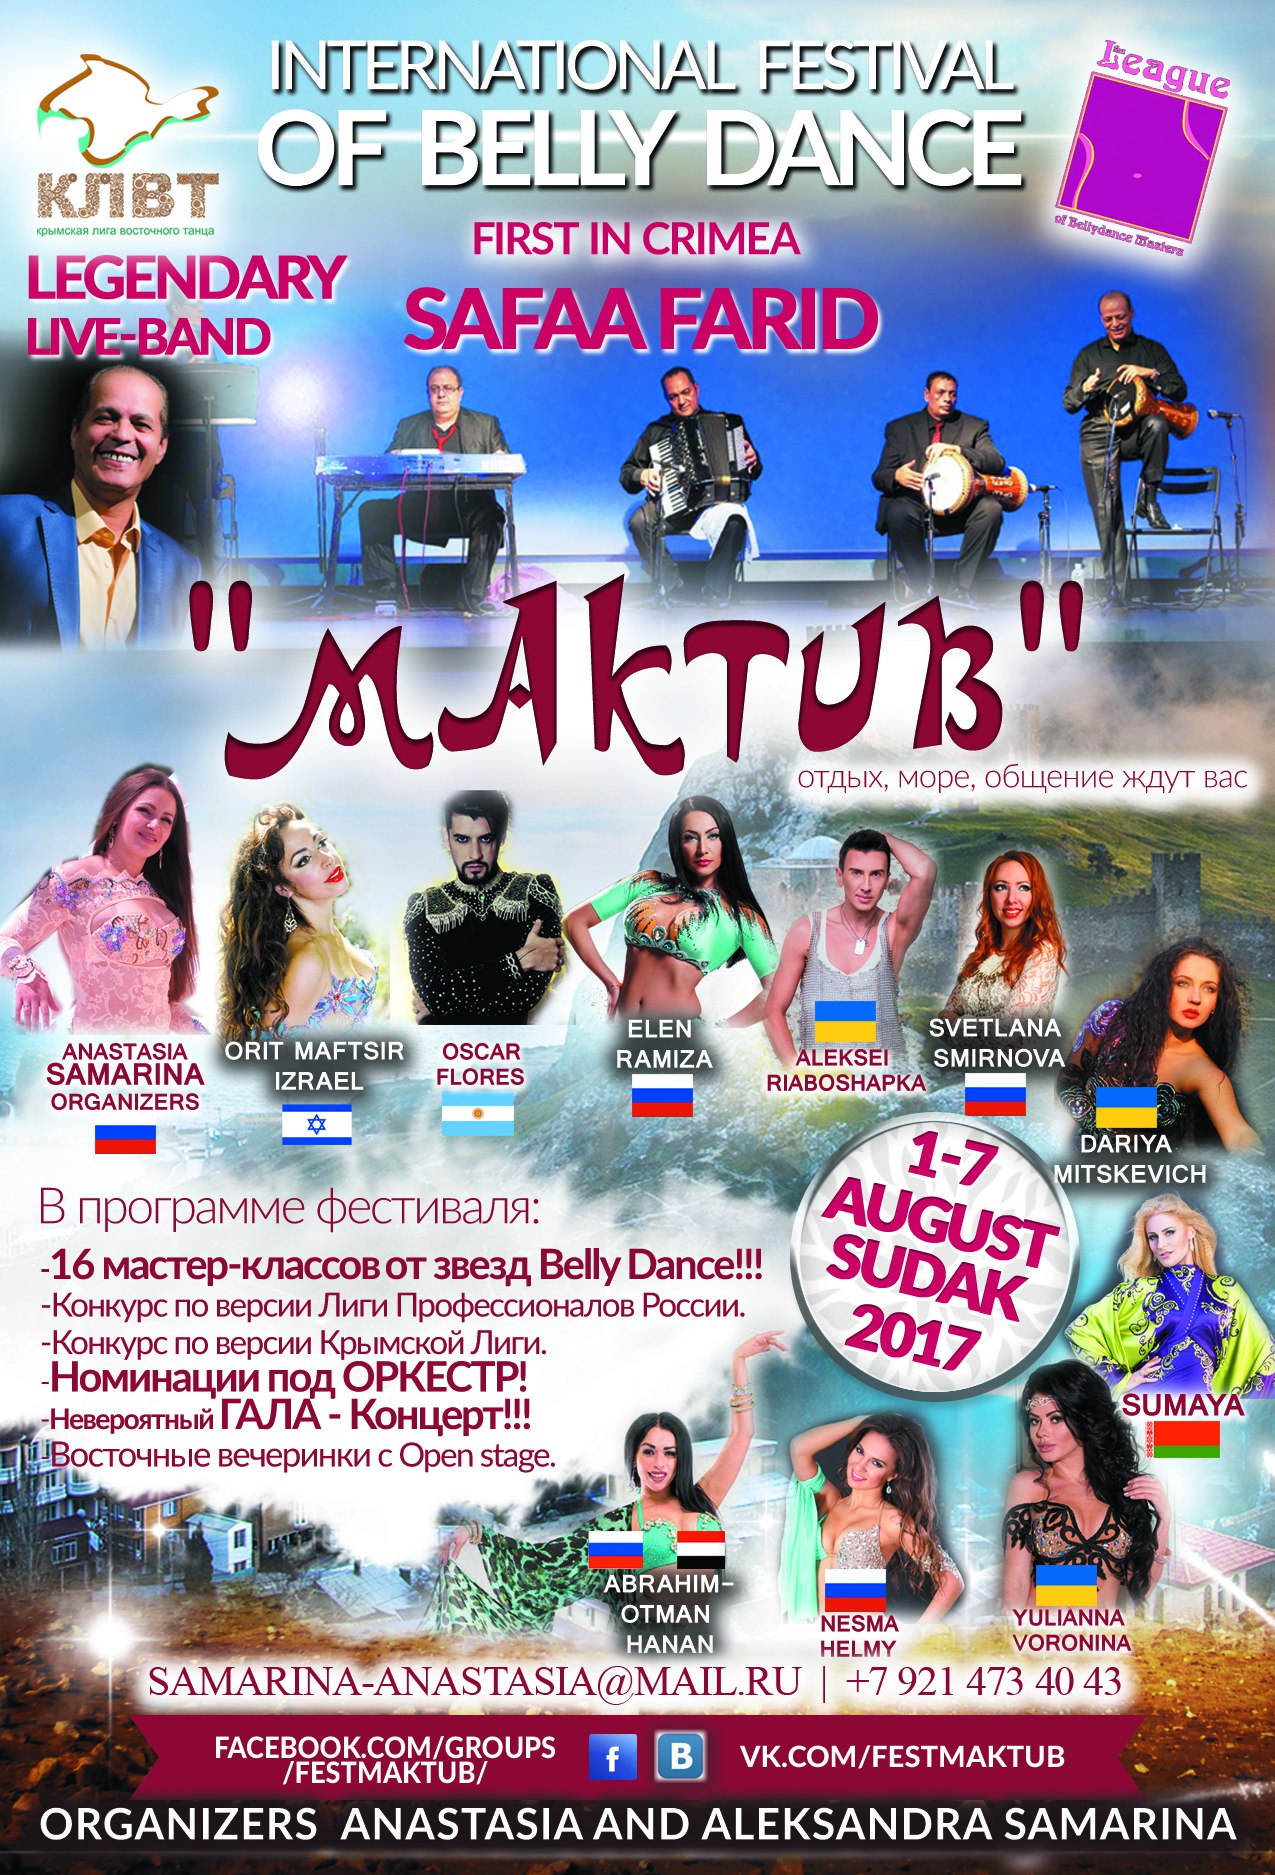 INTERNATIONAL FESTIVAL
OF BELLY DANCE
КЛВТ
крымская лига восточного танца
the League
of Bellydance Masters
FIRST IN CRIMEA
LEGENDARY
LIVE-BAND
SAFAA FARID
"МАКТUB"
отдых, море, общение ждут вас
ANASTASIA
SAMARINA
ORGANIZERS
ORIT MAFTSIR
IZRAEL
OSCAR
FLORES
ELEN
RAMIZA
ALEKSEI
RIABOSHAPKA
SVETLANA
SMIRNOVA
DARIYA
MITSKEVICH
1-7
AUGUST
SUDAK
2017
В программе фестиваля:
-16 мастер-классов от звезд Belly Dance!!!
-Конкурс по версии Лиги Профессионалов России.
-Конкурс по версии Крымской Лиги.
-Номинации под ОРКЕСТР!
-Невероятный ГАЛА - Концерт!!!
-Восточные вечеринки с Open stage.
SUMAYA
ABRAHIM-
OTMAN
HANAN
NESMA
HELMY
YULIANNA
VORONINA
SAMARINA-ANASTASIA@MAIL.RU | +7 921 473 40 43
FACEBOOK.COM/GROUPS
/FESTMAKTUB/
f
B
VK.COM/FESTMAKTUB
ORGANIZERS ANASTASIA AND ALEKSANDRA SAMARINA